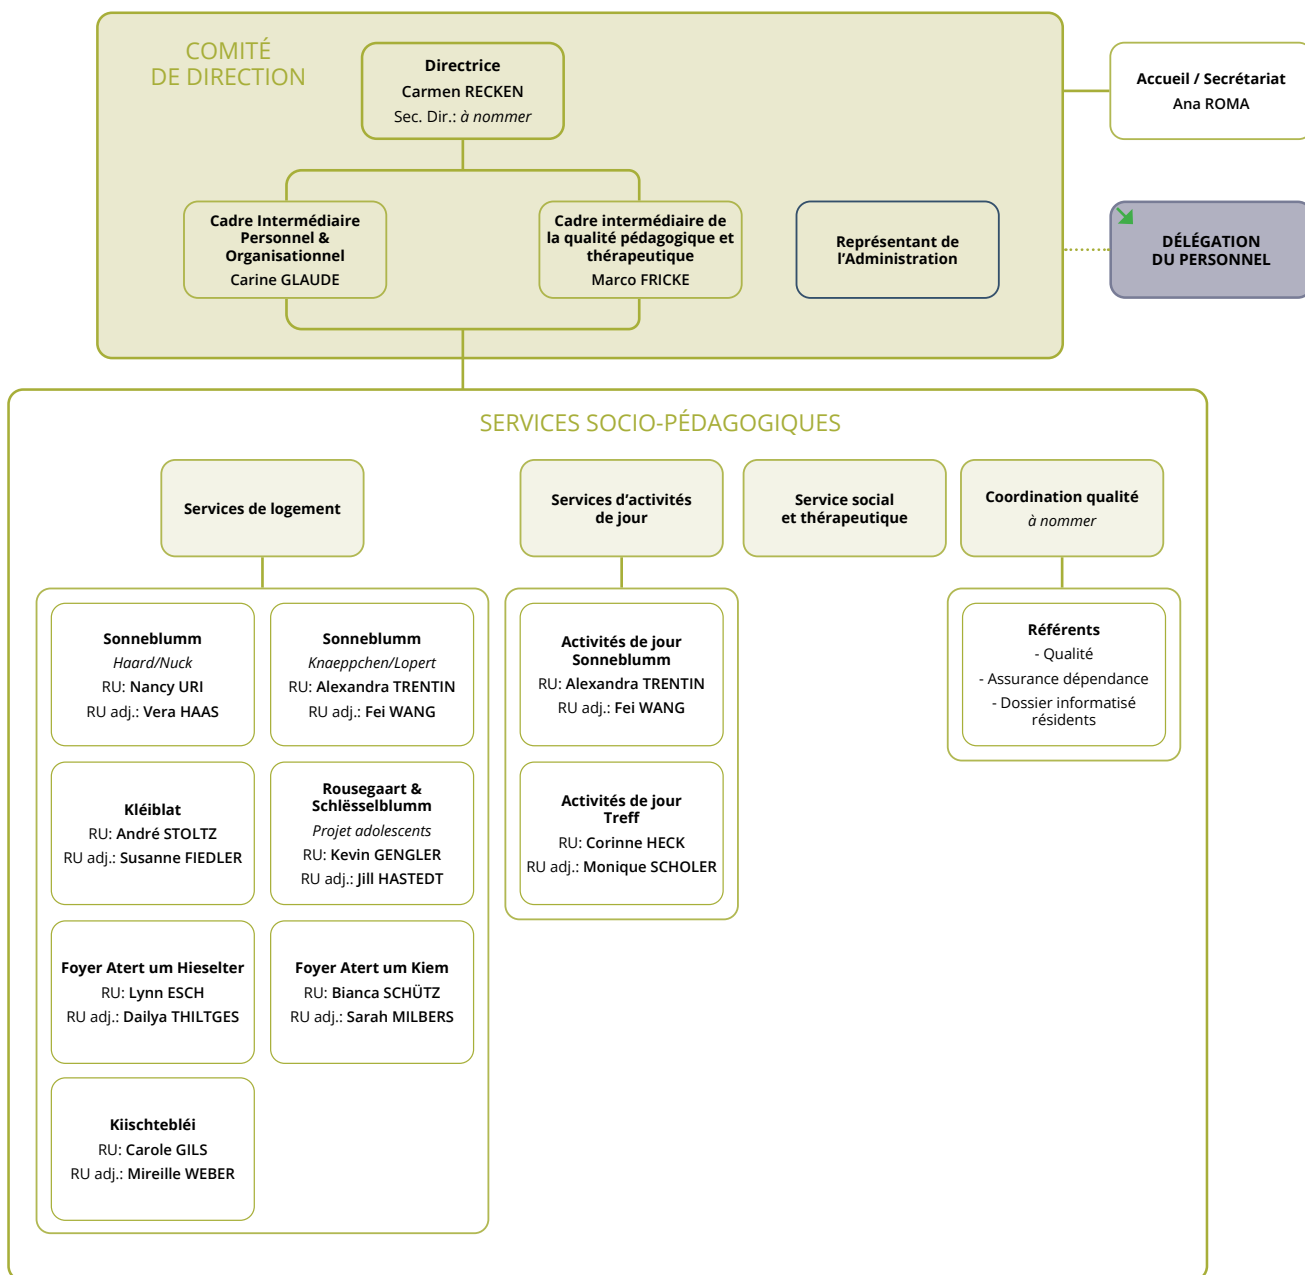 COMITÉ
DE DIRECTION
Directrice
Carmen RECKEN
Sec. Dir.: à nommer
Accueil / Secrétariat
Ana ROMA
Cadre Intermédiaire
Personnel &
Organisationnel
Carine GLAUDE
Cadre intermédiaire de
la qualité pédagogique et
thérapeutique
Marco FRICKE
Représentant de
l’Administration
DÉLÉGATION
DU PERSONNEL
SERVICES SOCIO-PÉDAGOGIQUES
Services de logement
Services d’activités
de jour
Service social
et thérapeutique
Coordination qualité
à nommer
Sonneblumm
Haard/Nuck
RU: Nancy URI
RU adj.: Vera HAAS
Sonneblumm
Knaeppchen/Lopert
RU: Alexandra TRENTIN
RU adj.: Fei WANG
Activités de jour
Sonneblumm
RU: Alexandra TRENTIN
RU adj.: Fei WANG
Référents
- Qualité
- Assurance dépendance
- Dossier informatisé
résidents
Kléiblat
RU: André STOLTZ
RU adj.: Susanne FIEDLER
Rousegaart &
Schlësselblumm
Projet adolescents
RU: Kevin GENGLER
RU adj.: Jill HASTEDT
Activités de jour
Treff
RU: Corinne HECK
RU adj.: Monique SCHOLER
Foyer Atert um Hieselter
RU: Lynn ESCH
RU adj.: Dailya THILTGES
Foyer Atert um Kiem
RU: Bianca SCHÜTZ
RU adj.: Sarah MILBERS
Kiischtebléi
RU: Carole GILS
RU adj.: Mireille WEBER